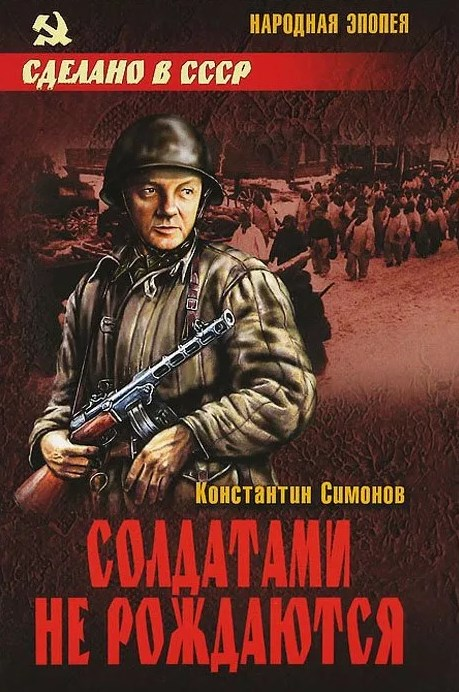 НАРОДНАЯ ЭПОПЕЯ
СДЕЛАНО В СССР
Константин Симонов
СОЛДАТАМИ
НЕ РОЖДАЮТСЯ